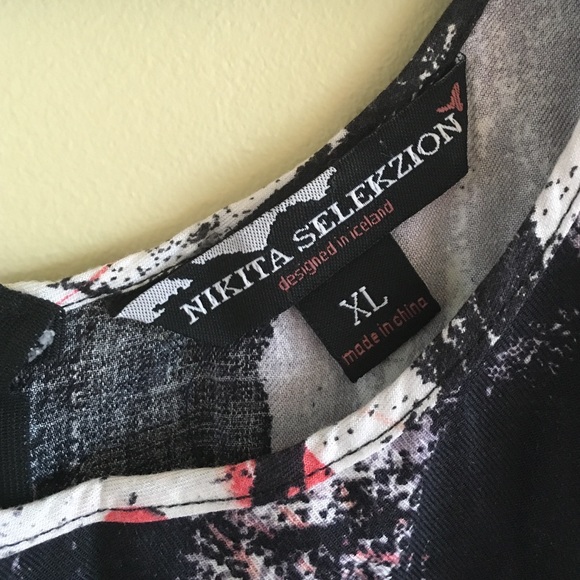 NIKITA SELEKZION
designed in iceland
XL
made in china